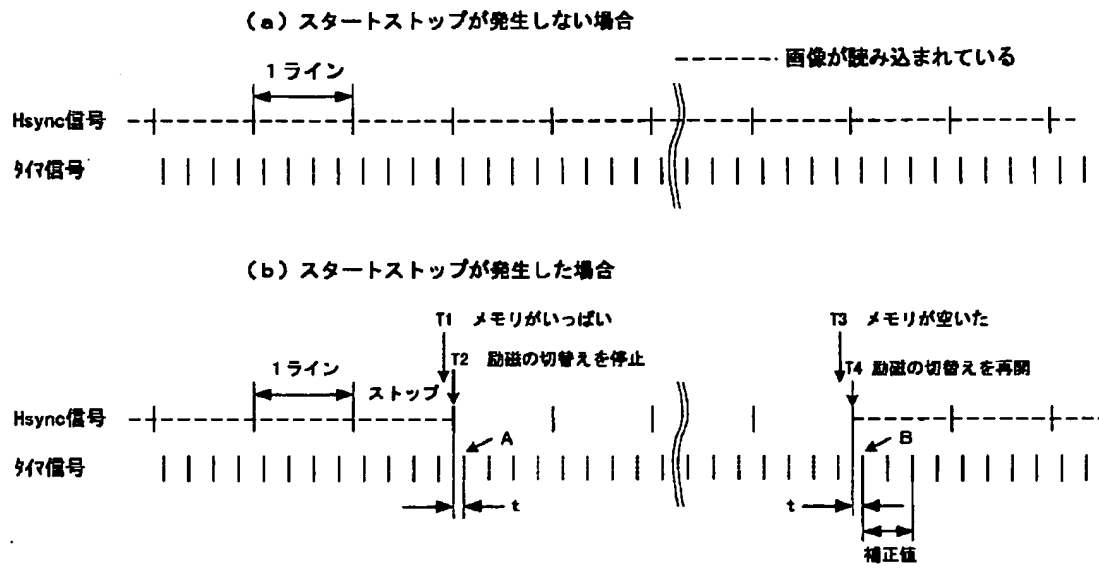 (a) スタートストップが発生しない場合
------- 画像が読み込まれている
1ライン
Hsync信号
ﾀｲﾏ信号
(b) スタートストップが発生した場合
T1 メモリがいっぱい
T3 メモリが空いた
T2 励磁の切替えを停止
T4 励磁の切替えを再開
1ライン
ストップ
Hsync信号
A
B
ﾀｲﾏ信号
t
t
補正値